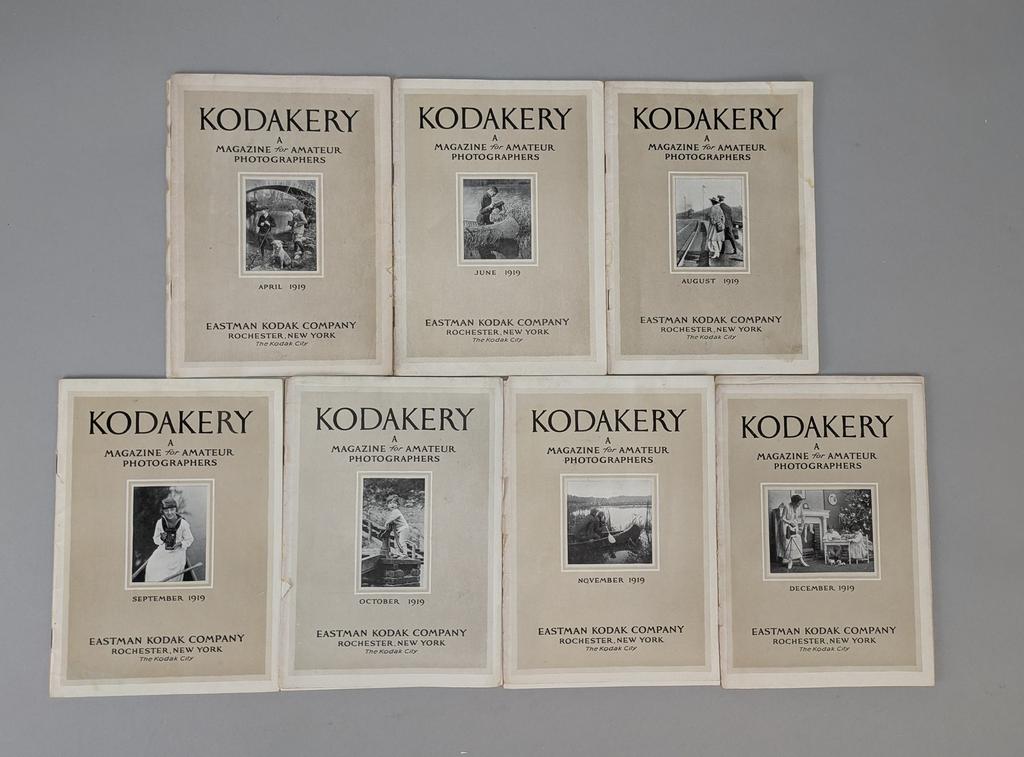 KODAKERY
A
MAGAZINE for AMATEUR
PHOTOGRAPHERS
APRIL 1919
EASTMAN KODAK COMPANY
ROCHESTER, NEW YORK
The Kodak City
KODAKERY
A
MAGAZINE for AMATEUR
PHOTOGRAPHERS
JUNE 1919
EASTMAN KODAK COMPANY
ROCHESTER, NEW YORK
The Kodak City
KODAKERY
A
MAGAZINE for AMATEUR
PHOTOGRAPHERS
AUGUST 1919
EASTMAN KODAK COMPANY
ROCHESTER, NEW YORK
The Kodak City
KODAKERY
A
MAGAZINE for AMATEUR
PHOTOGRAPHERS
SEPTEMBER 1919
EASTMAN KODAK COMPANY
ROCHESTER, NEW YORK
The Kodak City
KODAKERY
A
MAGAZINE for AMATEUR
PHOTOGRAPHERS
OCTOBER 1919
EASTMAN KODAK COMPANY
ROCHESTER, NEW YORK
The Kodak City
KODAKERY
A
MAGAZINE for AMATEUR
PHOTOGRAPHERS
NOVEMBER 1919
EASTMAN KODAK COMPANY
ROCHESTER, NEW YORK
The Kodak City
KODAKERY
A
MAGAZINE for AMATEUR
PHOTOGRAPHERS
DECEMBER 1919
EASTMAN KODAK COMPANY
ROCHESTER, NEW YORK
The Kodak City